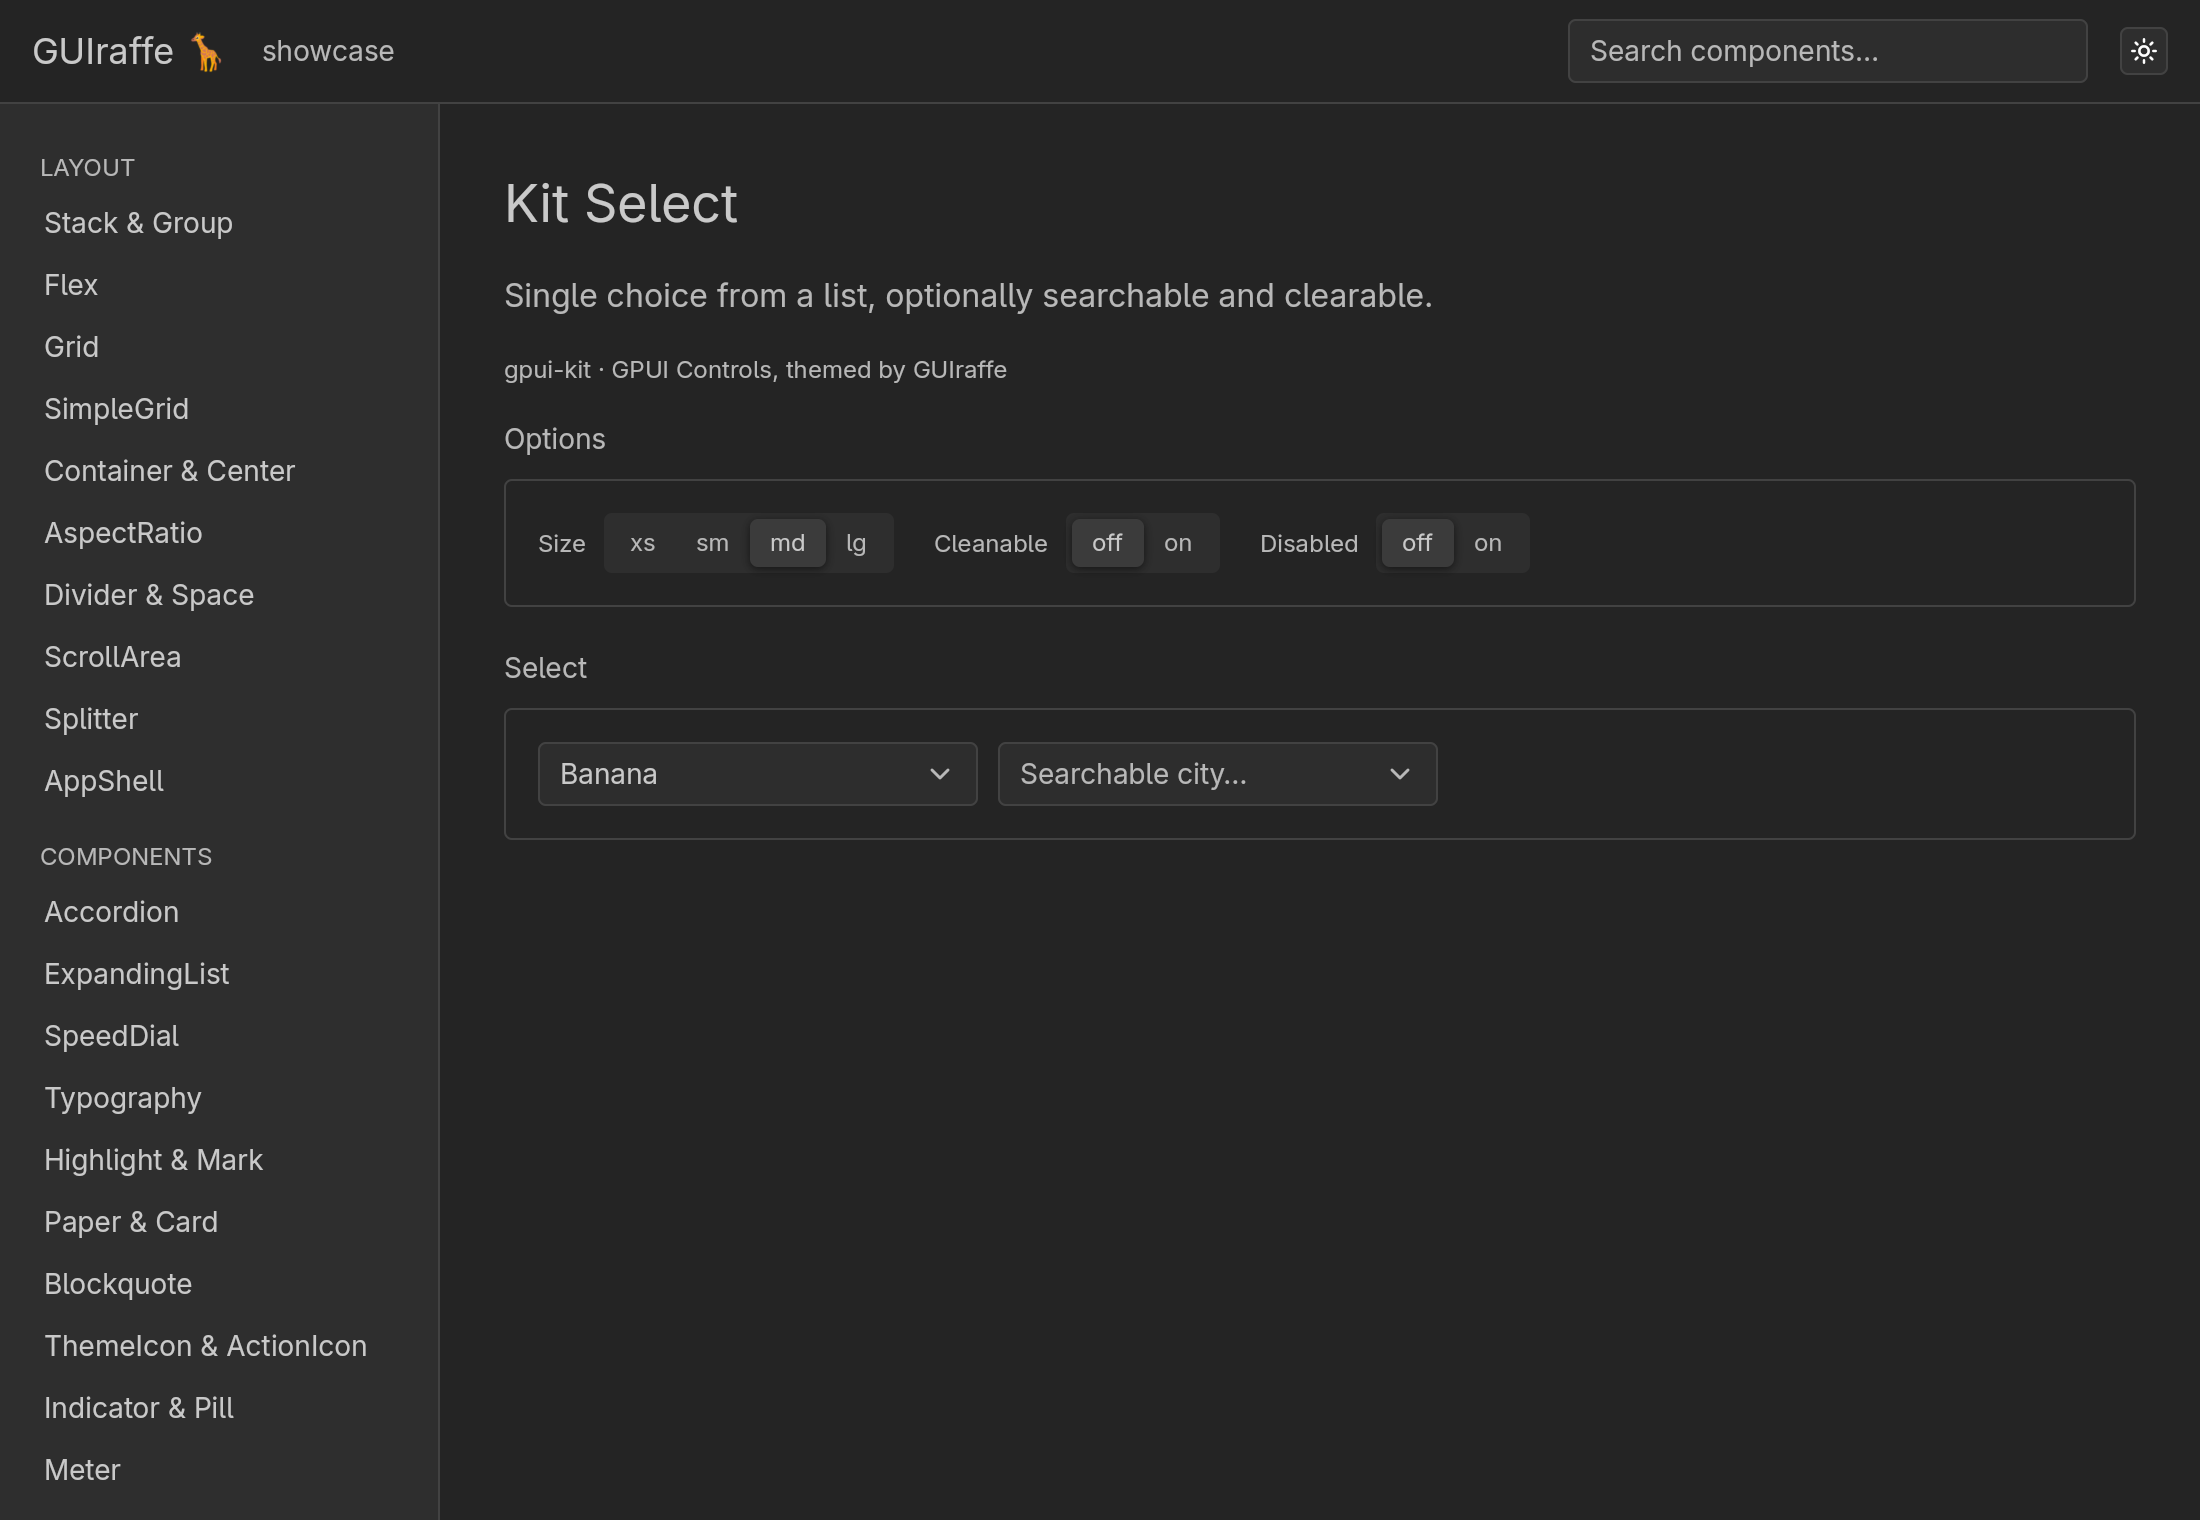 GUIraffe 🦒 showcase
Search components...
LAYOUT
Stack & Group
Flex
Grid
SimpleGrid
Container & Center
AspectRatio
Divider & Space
ScrollArea
Splitter
AppShell
COMPONENTS
Accordion
ExpandingList
SpeedDial
Typography
Highlight & Mark
Paper & Card
Blockquote
ThemeIcon & ActionIcon
Indicator & Pill
Meter
Kit Select
Single choice from a list, optionally searchable and clearable.
gpui-kit · GPUI Controls, themed by GUIraffe
Options
Size xs sm md lg Cleanable off on Disabled off on
Select
Banana
Searchable city...